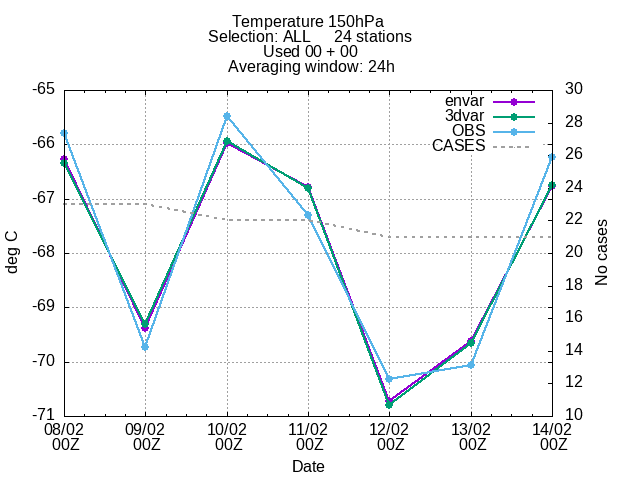 Temperature 150hPa
Selection: ALL 24 stations
Used 00 + 00
Averaging window: 24h
envar
3dvar
OBS
CASES
-65
-66
-67
-68
-69
-70
-71
30
28
26
24
22
20
18
16
14
12
10
deg C
No cases
08/02 09/02 10/02 11/02 12/02 13/02 14/02
00Z 00Z 00Z 00Z 00Z 00Z 00Z
Date